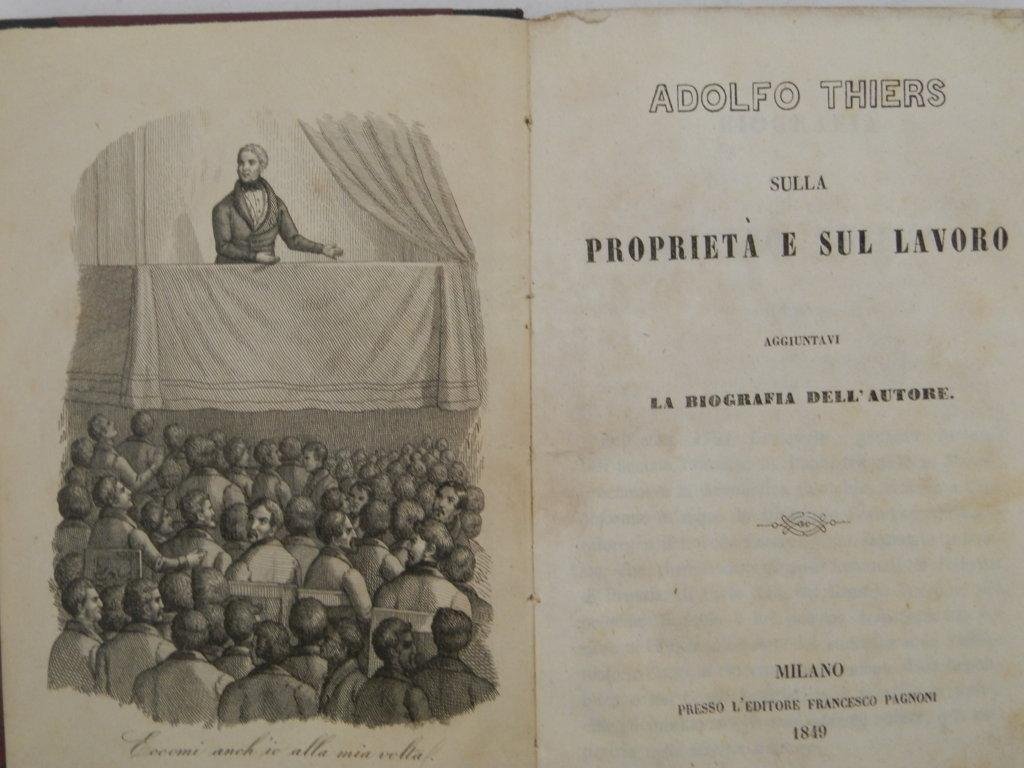 Eccomi anch'io alla mia volta.
ADOLFO THIERS
SULLA
PROPRIETÀ E SUL LAVORO
AGGIUNTAVI
LA BIOGRAFIA DELL'AUTORE.
MILANO
PRESSO L'EDITORE FRANCESCO PAGNONI
1849